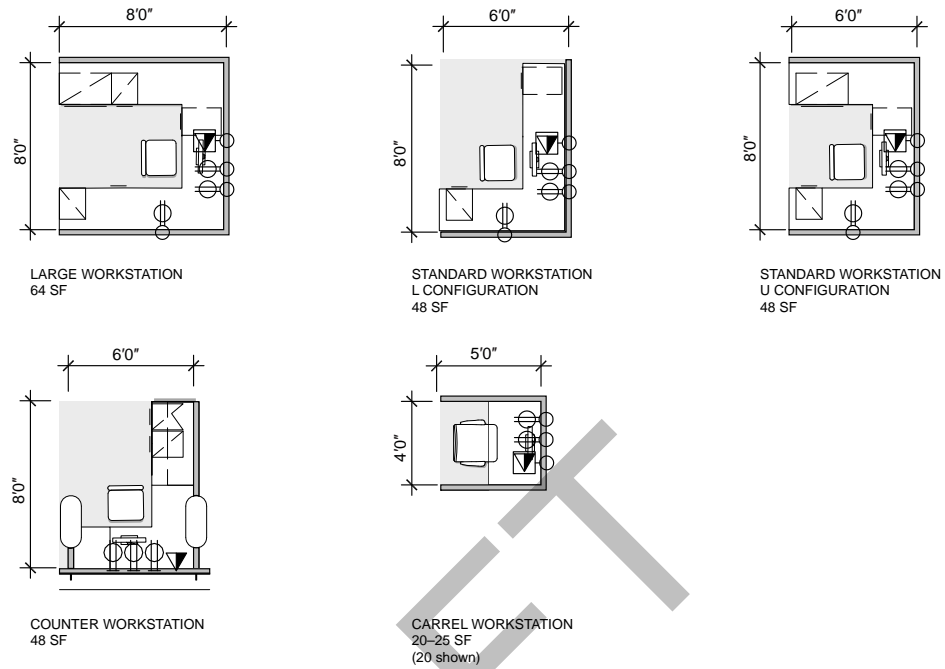 8'0"
6'0"
6'0"
8'0"
8'0"
8'0"
LARGE WORKSTATION
64 SF
STANDARD WORKSTATION
L CONFIGURATION
48 SF
STANDARD WORKSTATION
U CONFIGURATION
48 SF
6'0"
5'0"
8'0"
4'0"
COUNTER WORKSTATION
48 SF
CARREL WORKSTATION
20–25 SF
(20 shown)